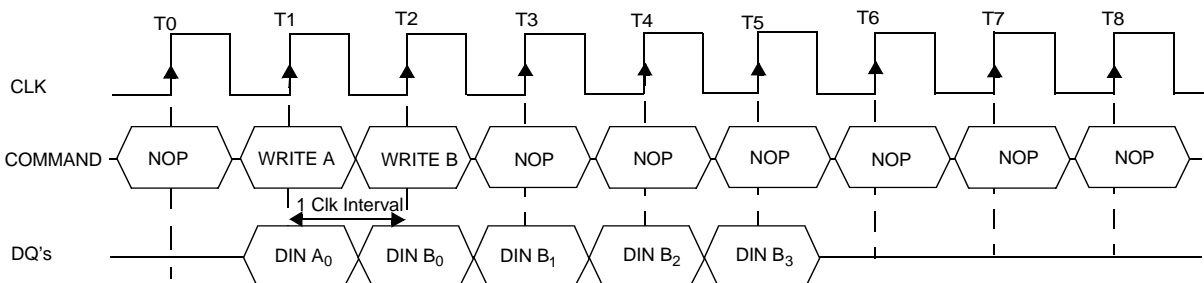 T0 T1 T2 T3 T4 T5 T6 T7 T8
CLK
COMMAND NOP WRITE A WRITE B NOP NOP NOP NOP NOP NOP
1 Clk Interval
DQ's DIN A0 DIN B0 DIN B1 DIN B2 DIN B3